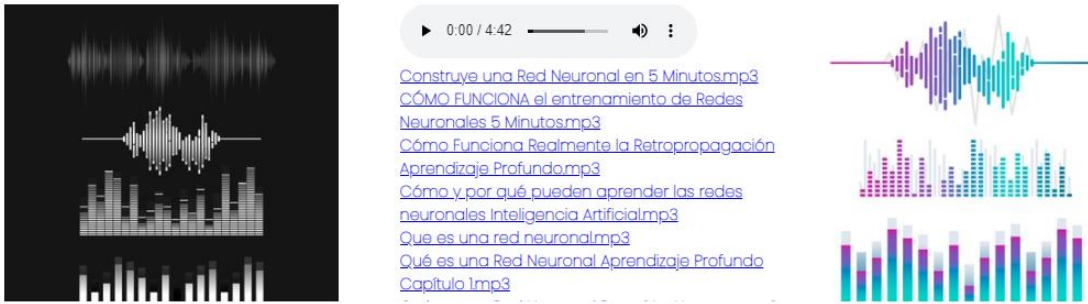 0:00 / 4:42
Construye una Red Neuronal en 5 Minutos.mp3
CÓMO FUNCIONA el entrenamiento de Redes
Neuronales 5 Minutos.mp3
Cómo Funciona Realmente la Retropropagación
Aprendizaje Profundo.mp3
Cómo y por qué pueden aprender las redes
neuronales Inteligencia Artificial.mp3
Que es una red neuronal.mp3
Qué es una Red Neuronal Aprendizaje Profundo
Capítulo 1.mp3